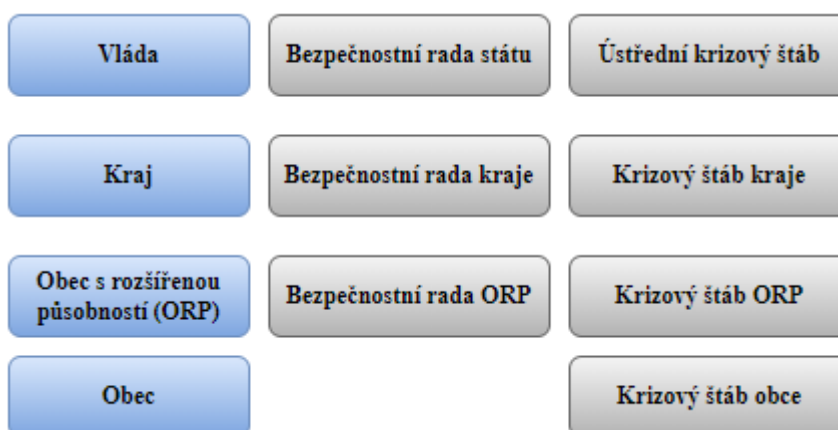 Vláda
Bezpečnostní rada státu
Ústřední krizový štáb
Kraj
Bezpečnostní rada kraje
Krizový štáb kraje
Obec s rozšířenou
působností (ORP)
Bezpečnostní rada ORP
Krizový štáb ORP
Obec
Krizový štáb obce